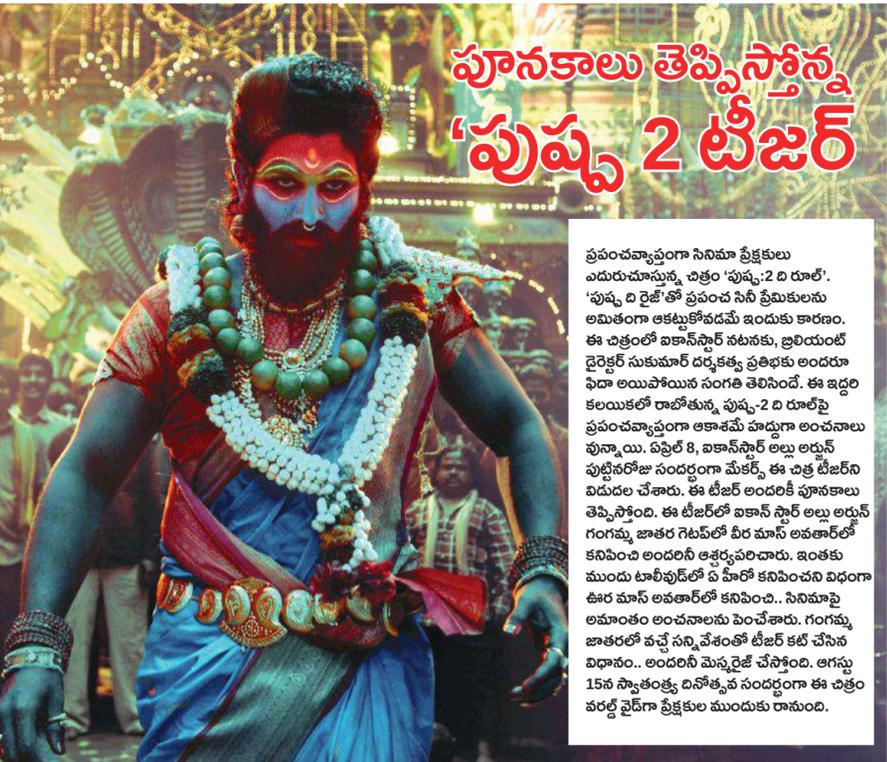 పూనకాలు తెప్పిస్తోన్న
‘పుష్ప 2 టీజర్
ప్రపంచవ్యాప్తంగా సినిమా ప్రేక్షకులు
ఎదురుచూస్తున్న చిత్రం ‘పుష్ప:2 ది రూల్’.
‘పుష్ప ది రైజ్’తో ప్రపంచ సినీ ప్రేమికులను
అమితంగా ఆకట్టుకోవడమే ఇందుకు కారణం.
ఈ చిత్రంలో ఐకాన్‌స్టార్ నటనకు, బ్రిలియంట్
డైరెక్టర్ సుకుమార్ దర్శకత్వ ప్రతిభకు అందరూ
ఫిదా అయిపోయిన సంగతి తెలిసిందే. ఈ ఇద్దరి
కలయికలో రాబోతున్న పుష్ప-2 ది రూల్‌పై
ప్రపంచవ్యాప్తంగా ఆకాశమే హద్దుగా అంచనాలు
వున్నాయి. ఏప్రిల్ 8, ఐకాన్‌స్టార్ అల్లు అర్జున్
పుట్టినరోజు సందర్భంగా మేకర్స్ ఈ చిత్ర టీజర్‌ని
విడుదల చేశారు. ఈ టీజర్ అందరికీ పూనకాలు
తెప్పిస్తోంది. ఈ టీజర్‌లో ఐకాన్ స్టార్ అల్లు అర్జున్
గంగమ్మ జాతర గెటప్‌లో వీర మాస్ అవతార్‌లో
కనిపించి అందరినీ ఆశ్చర్యపరిచారు. ఇంతకు
ముందు టాలీవుడ్‌లో ఏ హీరో కనిపించని విధంగా
ఊర మాస్ అవతార్‌లో కనిపించి.. సినిమాపై
అమాంతం అంచనాలను పెంచేశారు. గంగమ్మ
జాతరలో వచ్చే సన్నివేశంతో టీజర్ కట్ చేసిన
విధానం.. అందరినీ మెస్మరైజ్ చేస్తోంది. ఆగస్టు
15న స్వాతంత్ర్య దినోత్సవ సందర్భంగా ఈ చిత్రం
వరల్డ్ వైడ్‌గా ప్రేక్షకుల ముందుకు రానుంది.